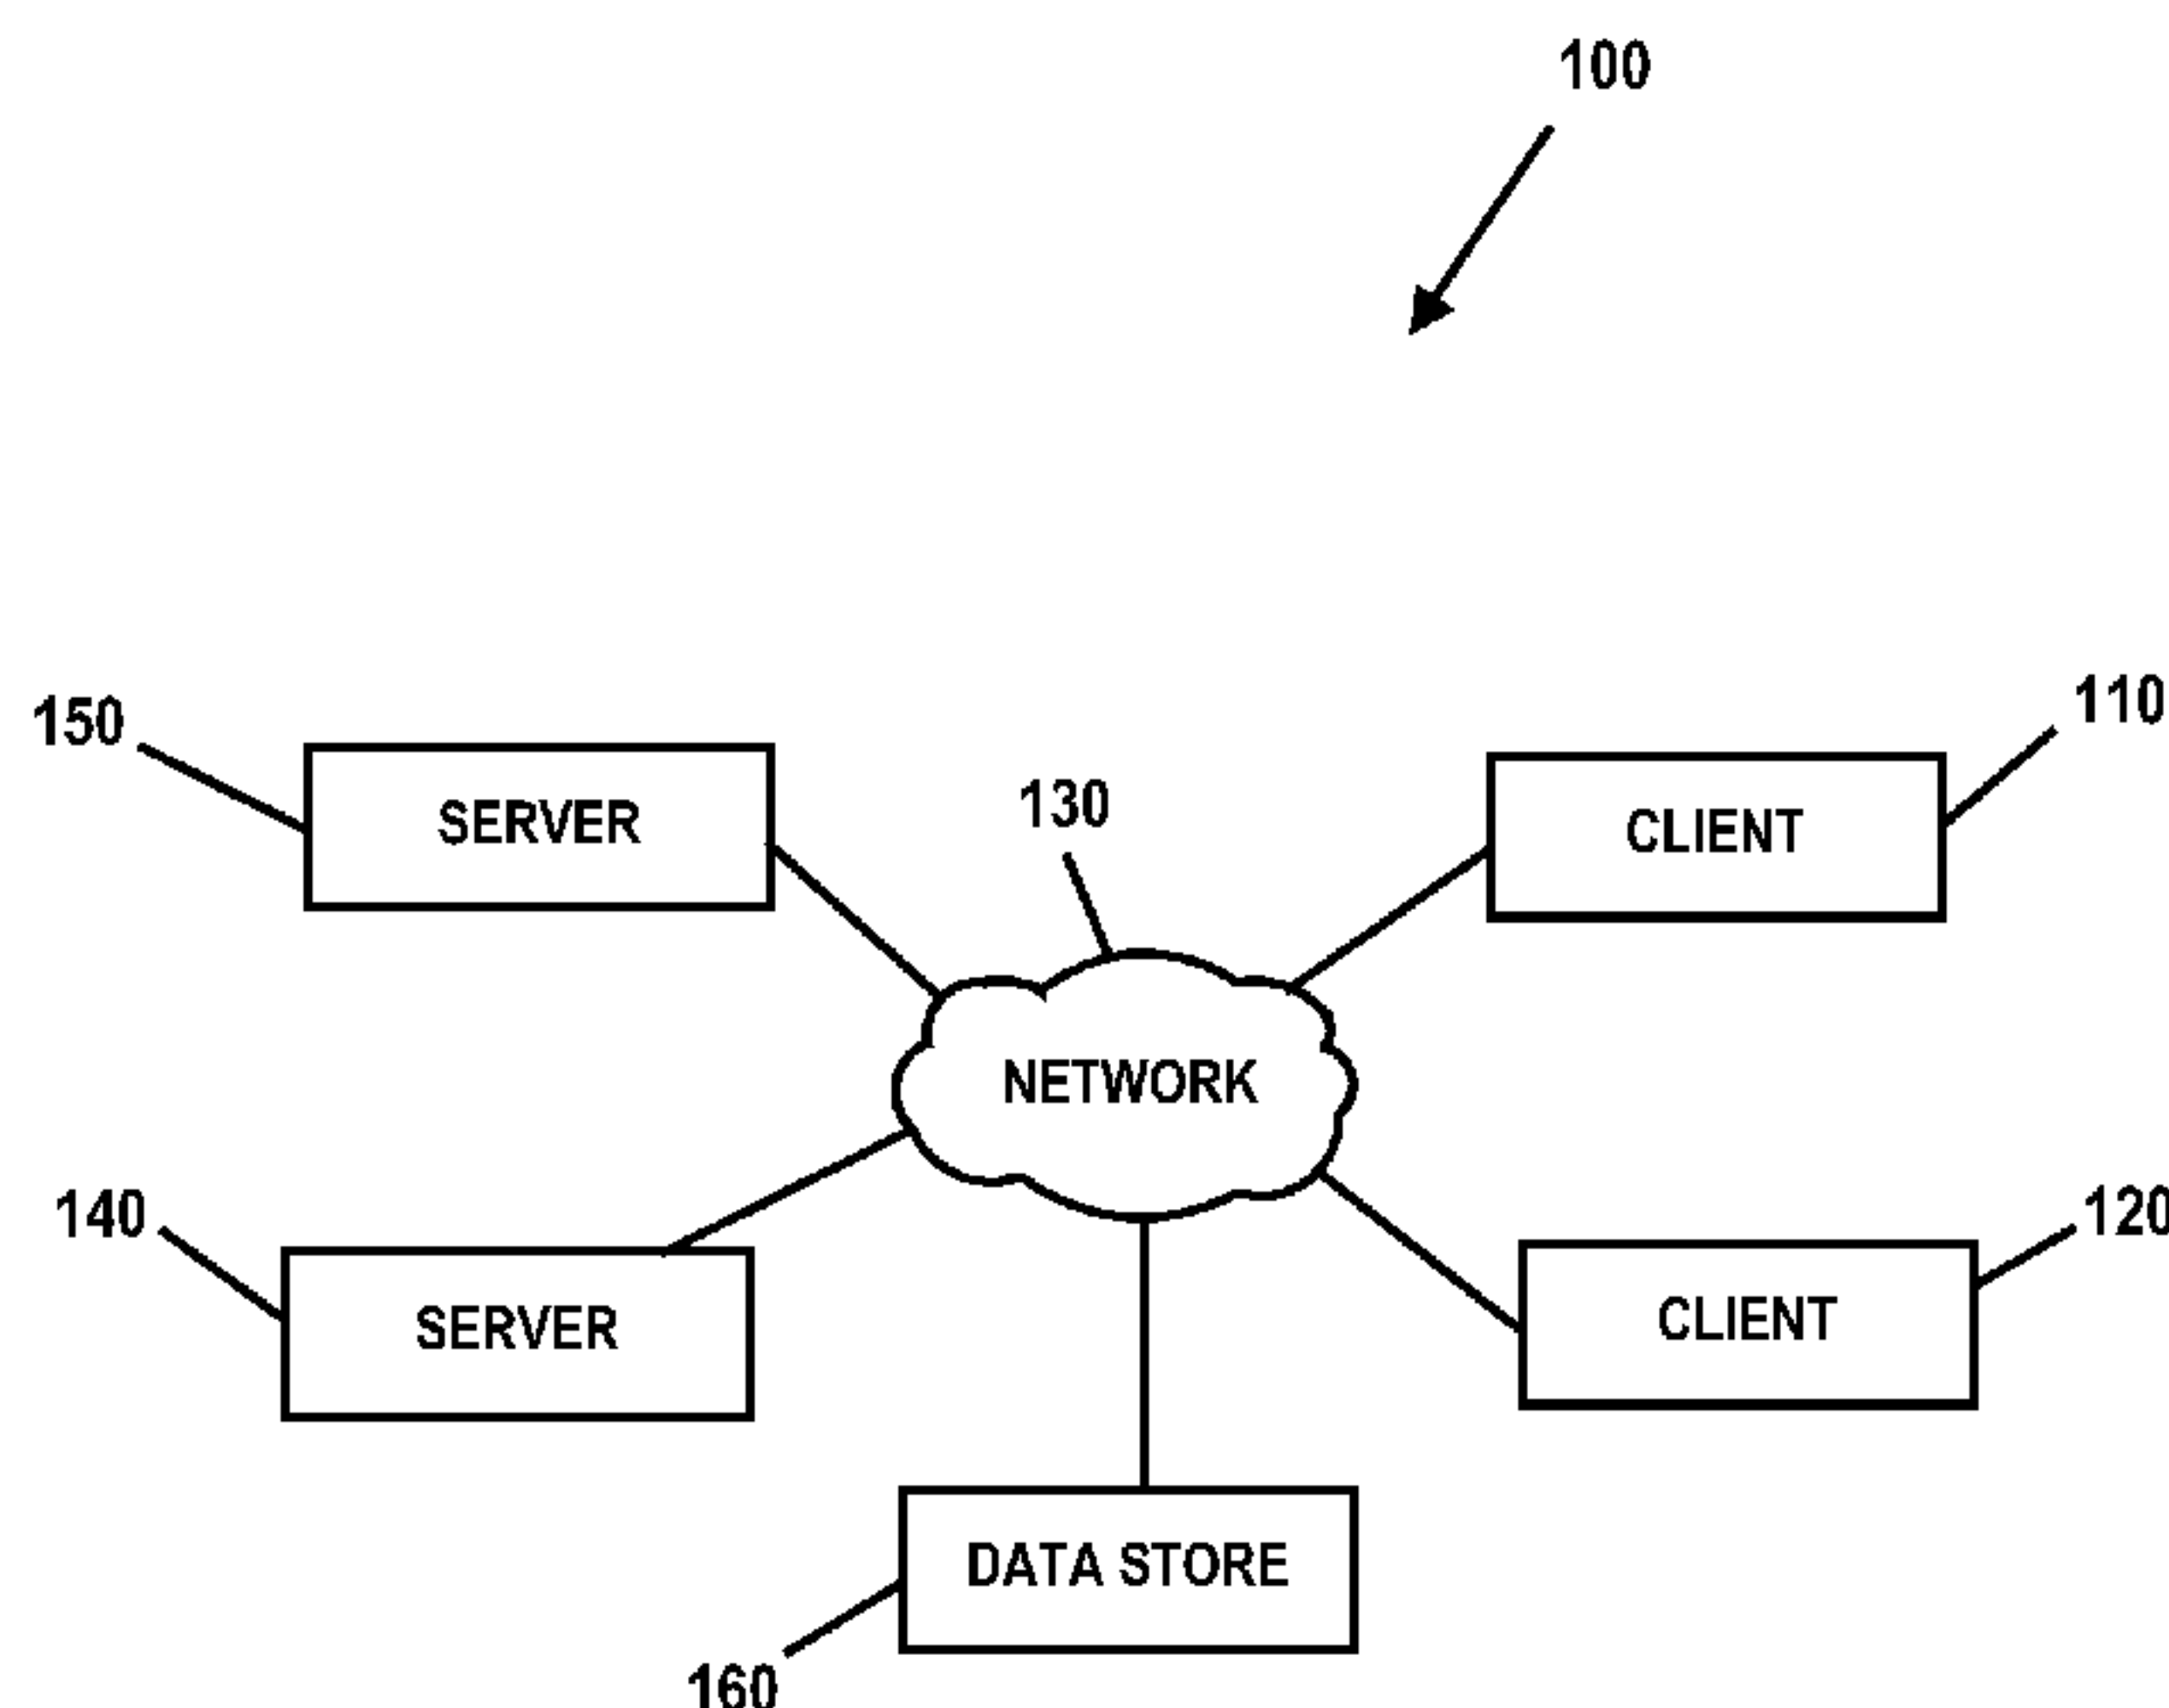 100
150
110
SERVER
130
CLIENT
NETWORK
140
120
SERVER
CLIENT
DATA STORE
160